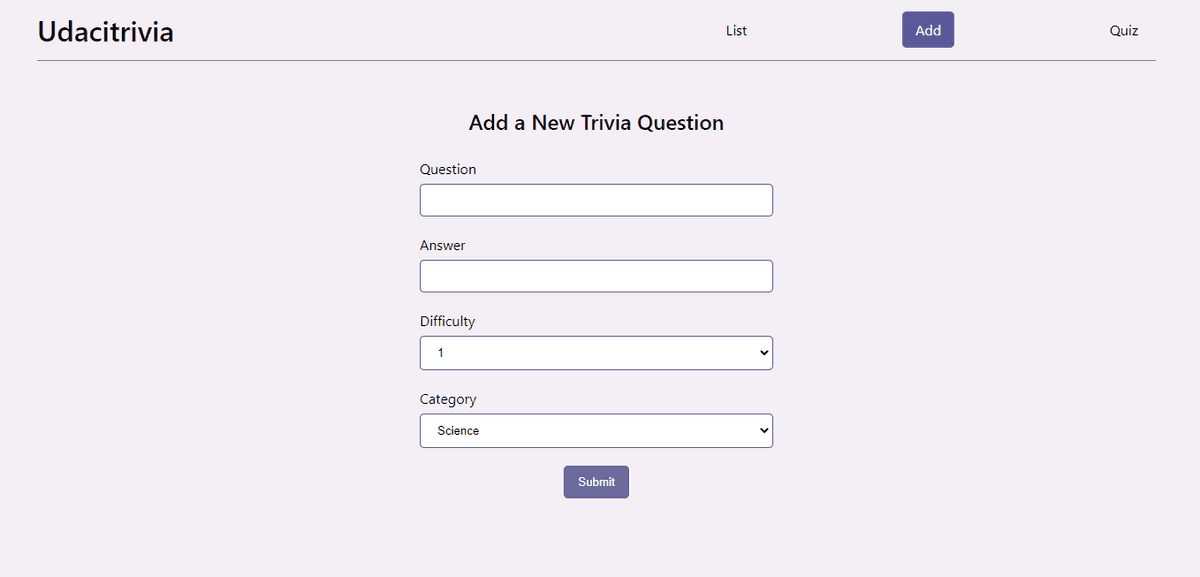 Udacitrivia
List
Add
Quiz
Add a New Trivia Question
Question
Answer
Difficulty
1
Category
Science
Submit